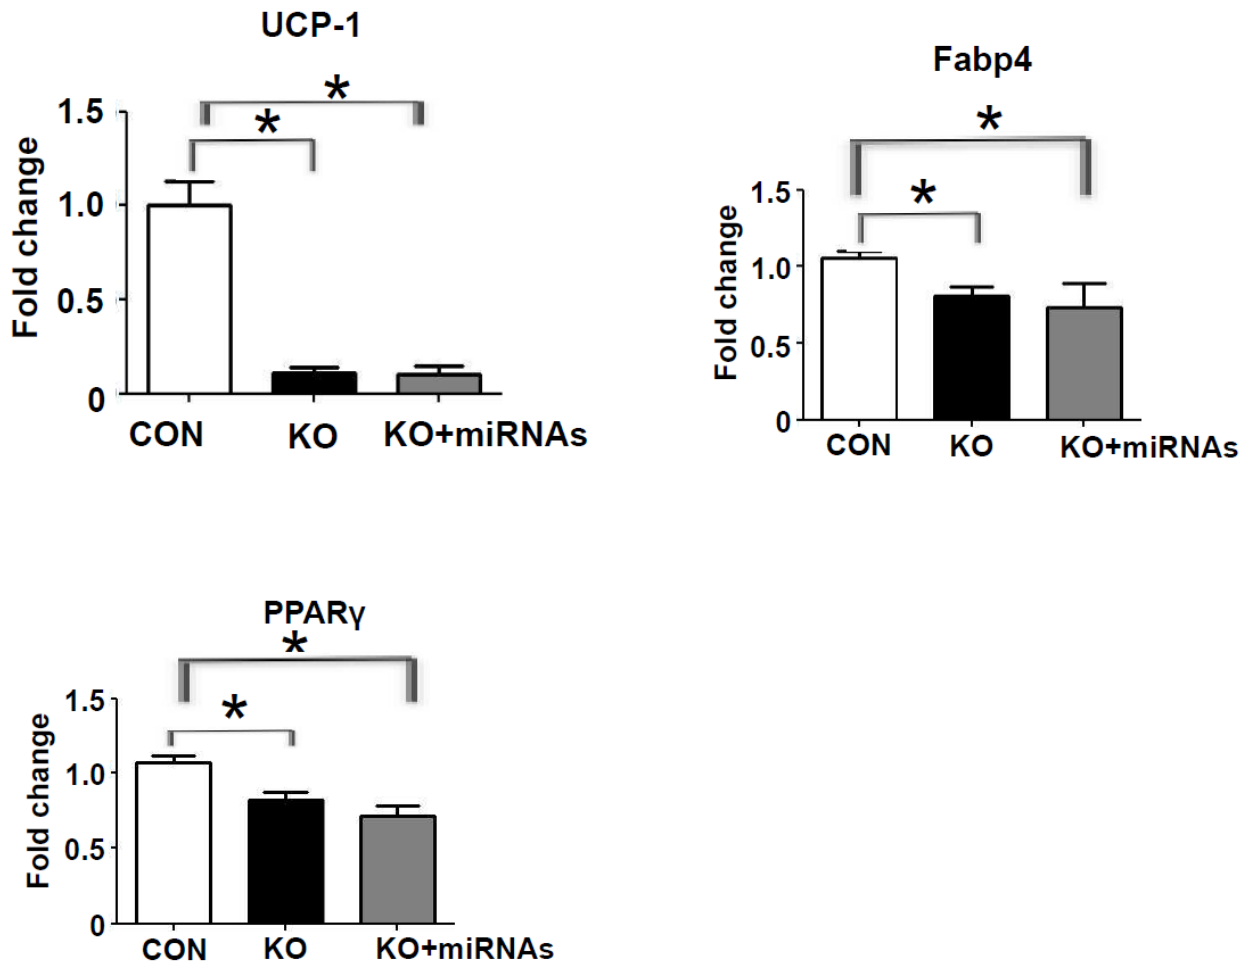 UCP-1
*
*
1.5
1.0
0.5
0
Fold change
CON KO KO+miRNAs
Fabp4
*
*
1.5
1.0
0.5
0
Fold change
CON KO KO+miRNAs
PPARγ
*
*
1.5
1.0
0.5
0
Fold change
CON KO KO+miRNAs